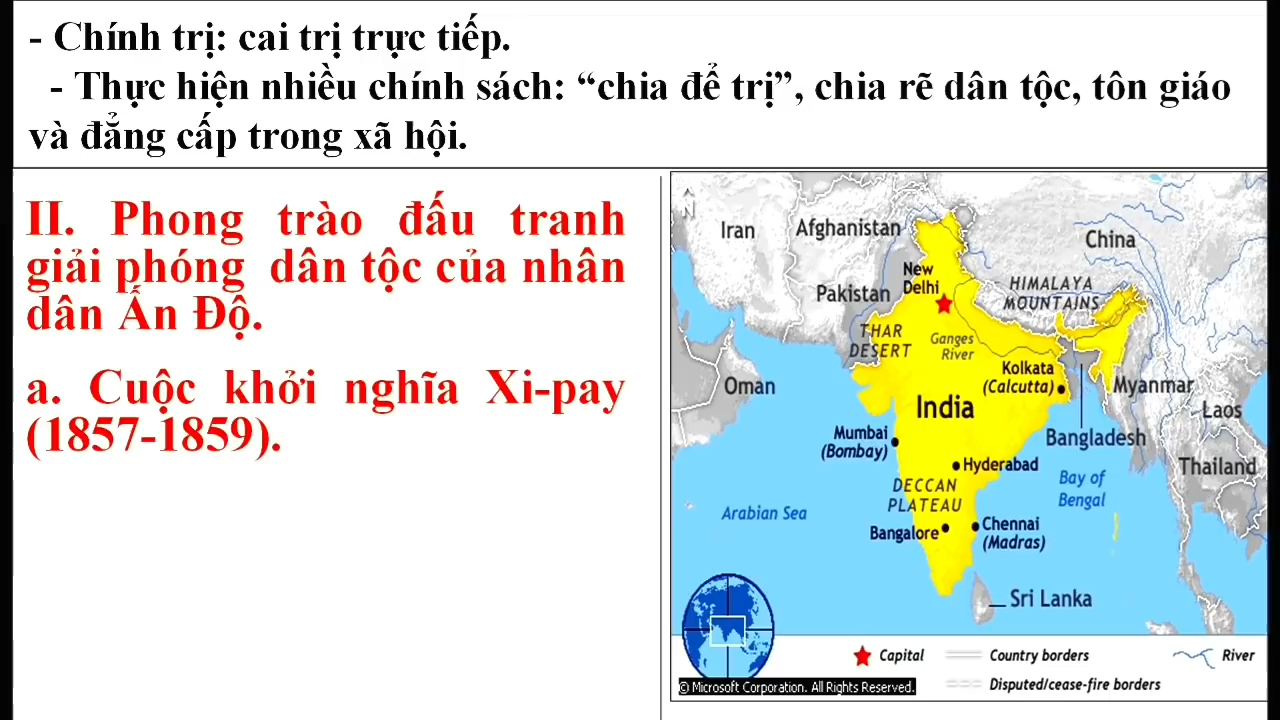 - Chính trị: cai trị trực tiếp.
- Thực hiện nhiều chính sách: “chia để trị”, chia rẽ dân tộc, tôn giáo
và đẳng cấp trong xã hội.
II. Phong trào đấu tranh
giải phóng dân tộc của nhân
dân Ấn Độ.
a. Cuộc khởi nghĩa Xi-pay
(1857-1859).
N
Iran
Afghanistan
China
New
Delhi
Pakistan
HIMALAYA
MOUNTAINS
THAR
DESERT
Ganges
River
Kolkata
(Calcutta)
Oman
India
Myanmar
Laos
Mumbai
(Bombay)
Bangladesh
Hyderabad
Thailand
DECCAN
PLATEAU
Bay of
Bengal
Arabian Sea
Bangalore
Chennai
(Madras)
Sri Lanka
Capital
Country borders
River
Disputed/cease-fire borders
© Microsoft Corporation. All Rights Reserved.